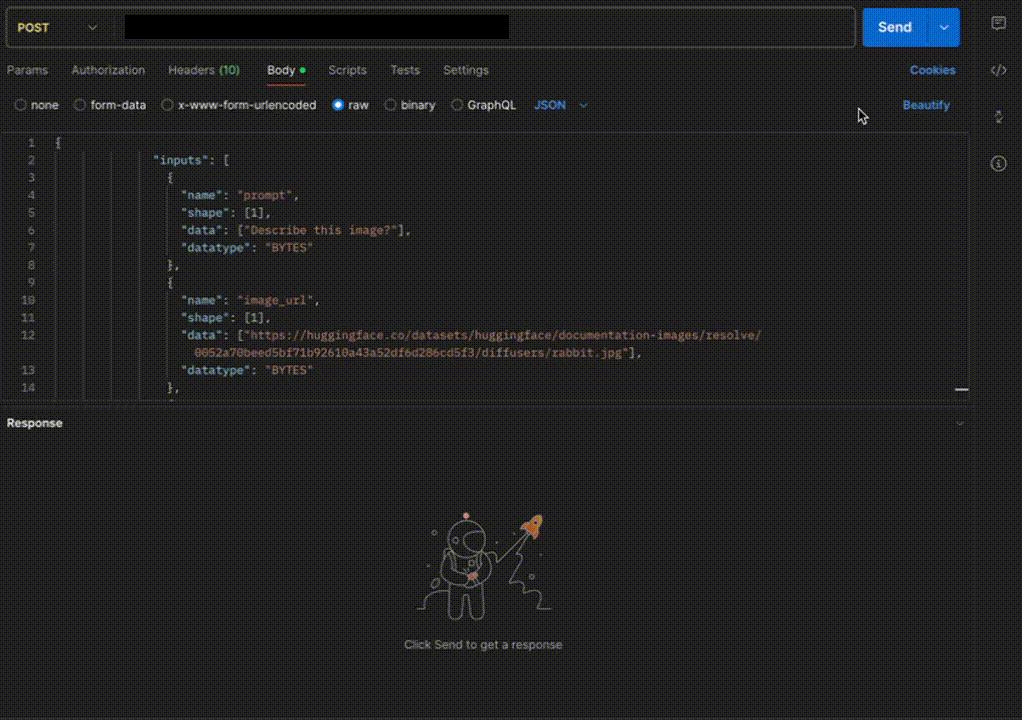 POST
Send
Params Authorization Headers (10) Body Scripts Tests Settings Cookies
none form-data x-www-form-urlencoded raw binary GraphQL JSON Beautify
1 {
2 "inputs": [
3 {
4 "name": "prompt",
5 "shape": [1],
6 "data": ["Describe this image?"],
7 "datatype": "BYTES"
8 },
9 {
10 "name": "image_url",
11 "shape": [1],
12 "data": ["https://huggingface.co/datasets/huggingface/documentation-images/resolve/
0052a70beed5bf71b92610a43a52df6d286cd5f3/diffusers/rabbit.jpg"],
13 "datatype": "BYTES"
14 },
Response
Click Send to get a response